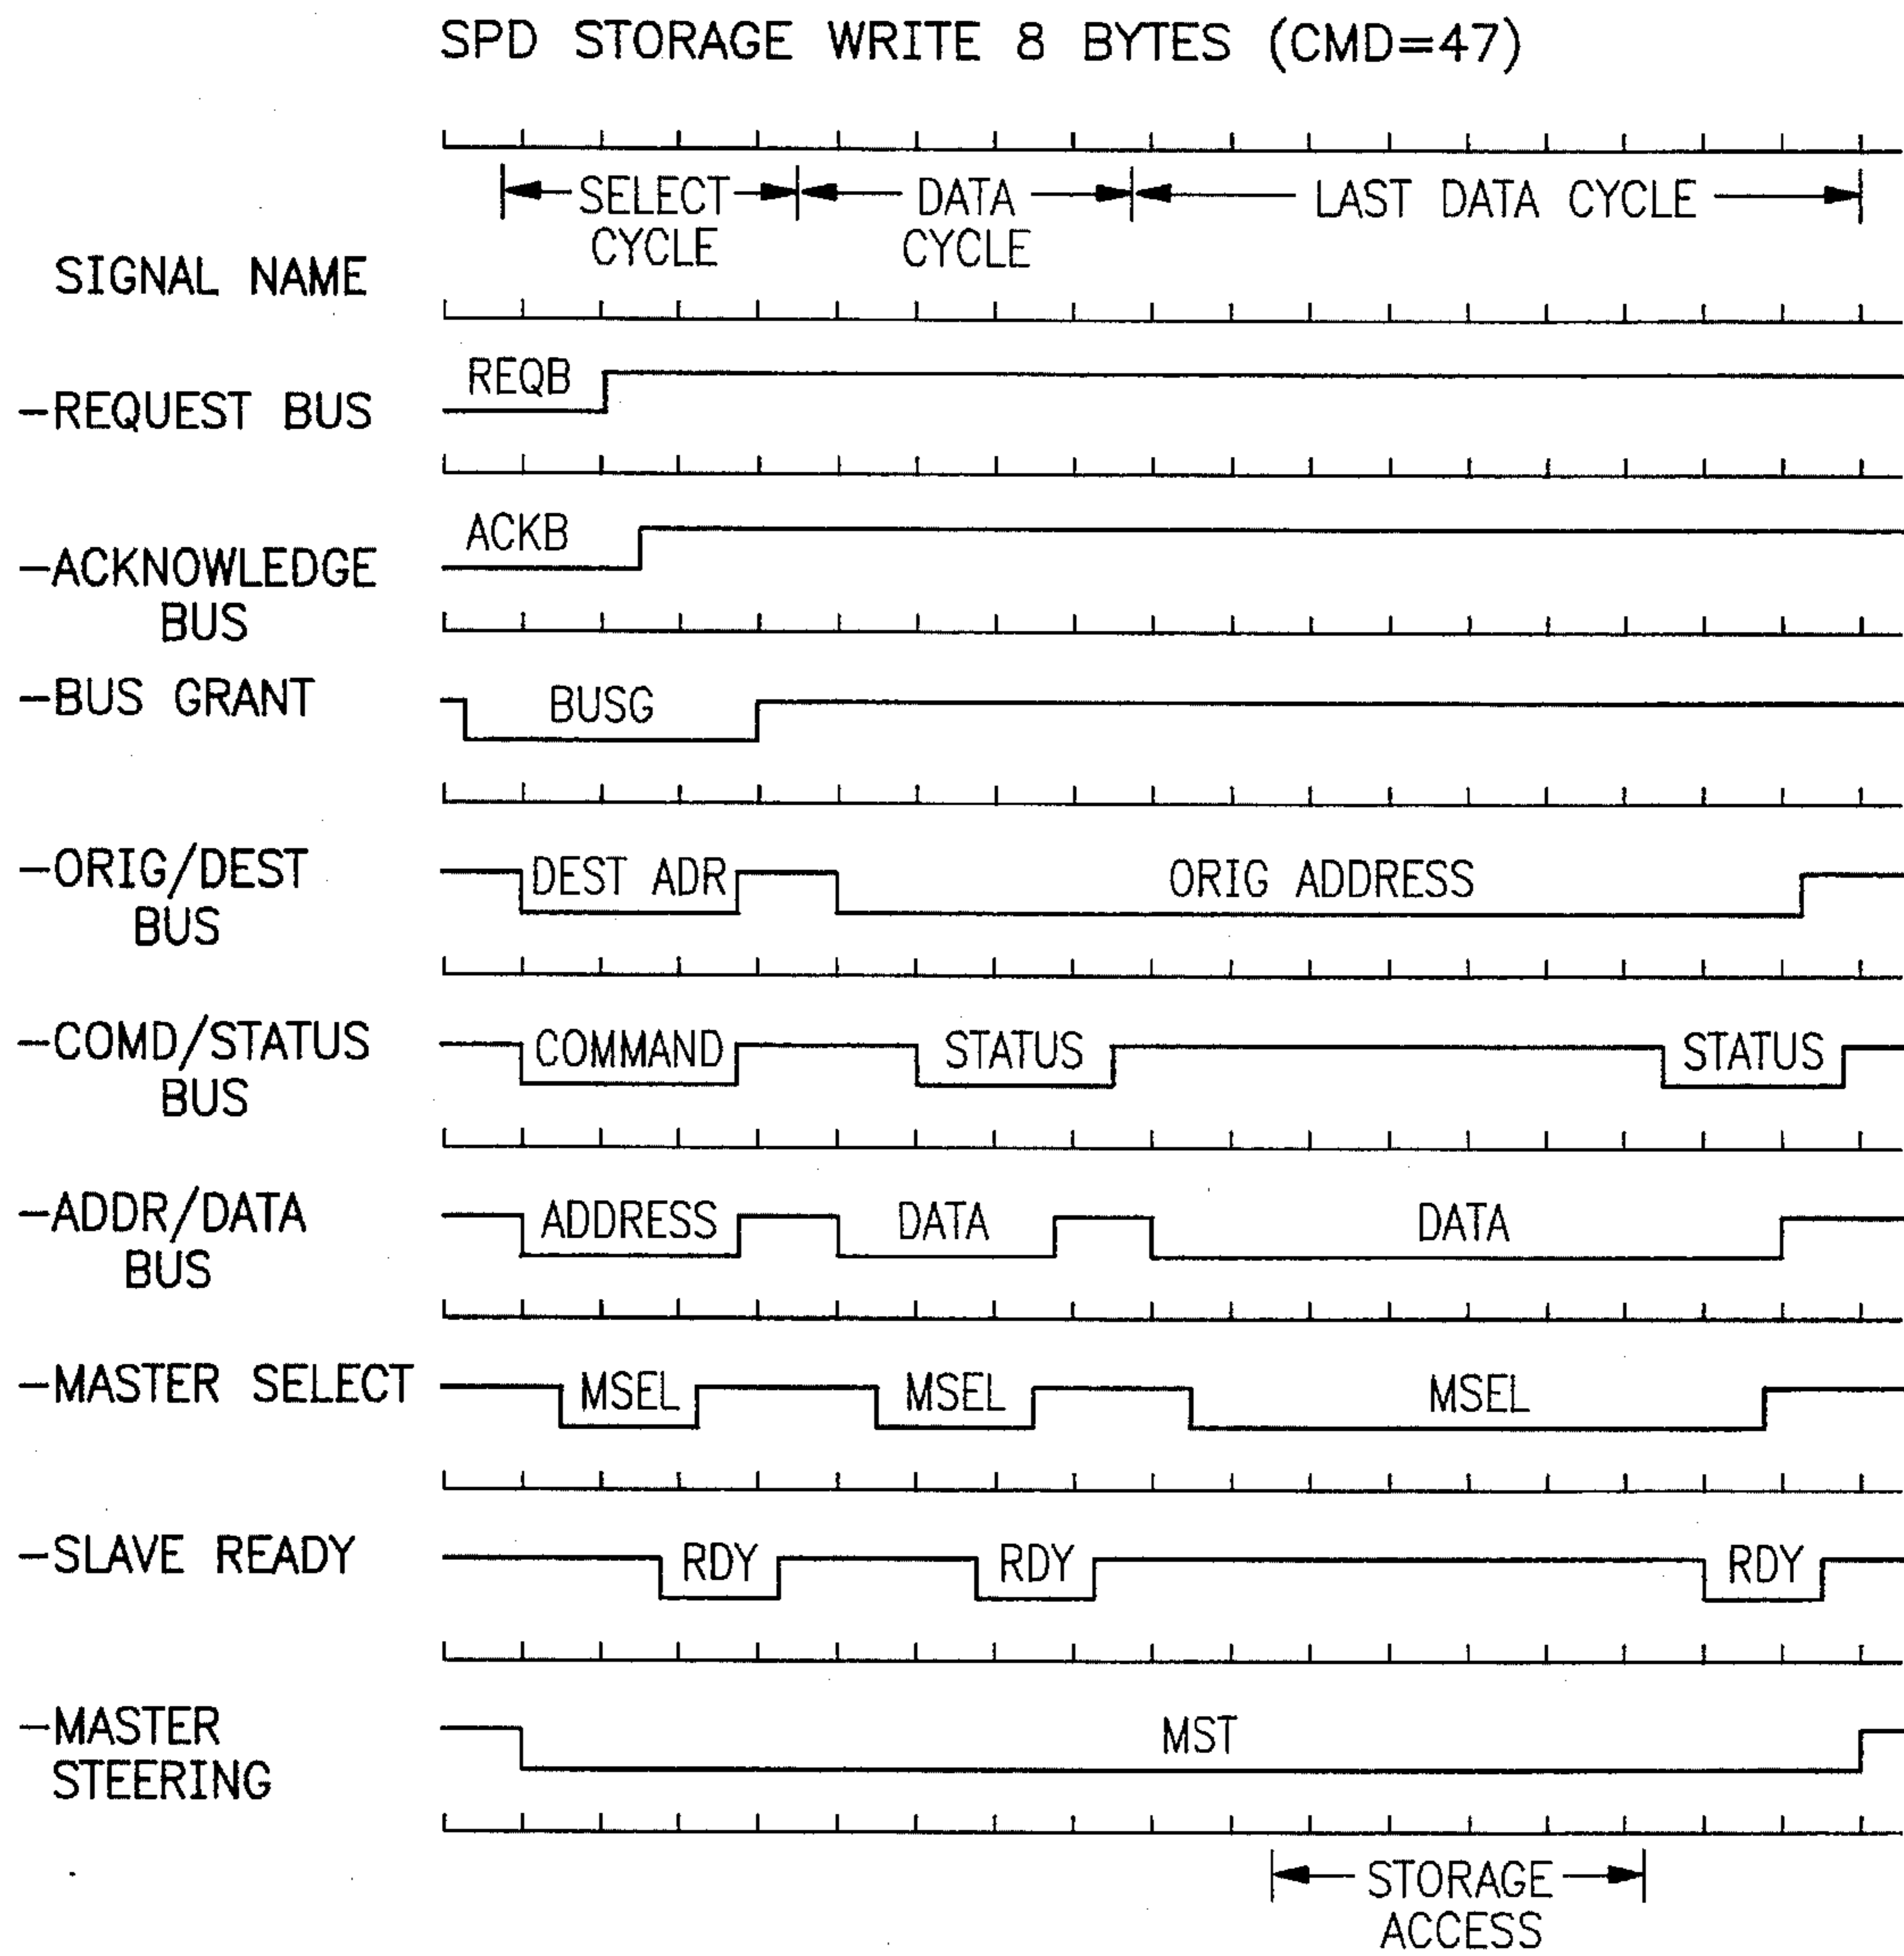 SPD STORAGE WRITE 8 BYTES (CMD=47)
SELECT
CYCLE
DATA
CYCLE
LAST DATA CYCLE
SIGNAL NAME
REQB
-REQUEST BUS
ACKB
-ACKNOWLEDGE
BUS
-BUS GRANT
BUSG
-ORIG/DEST
BUS
DEST ADR
ORIG ADDRESS
-COMD/STATUS
BUS
COMMAND
STATUS
STATUS
-ADDR/DATA
BUS
ADDRESS
DATA
DATA
-MASTER SELECT
MSEL
MSEL
MSEL
-SLAVE READY
RDY
RDY
RDY
-MASTER
STEERING
MST
STORAGE
ACCESS